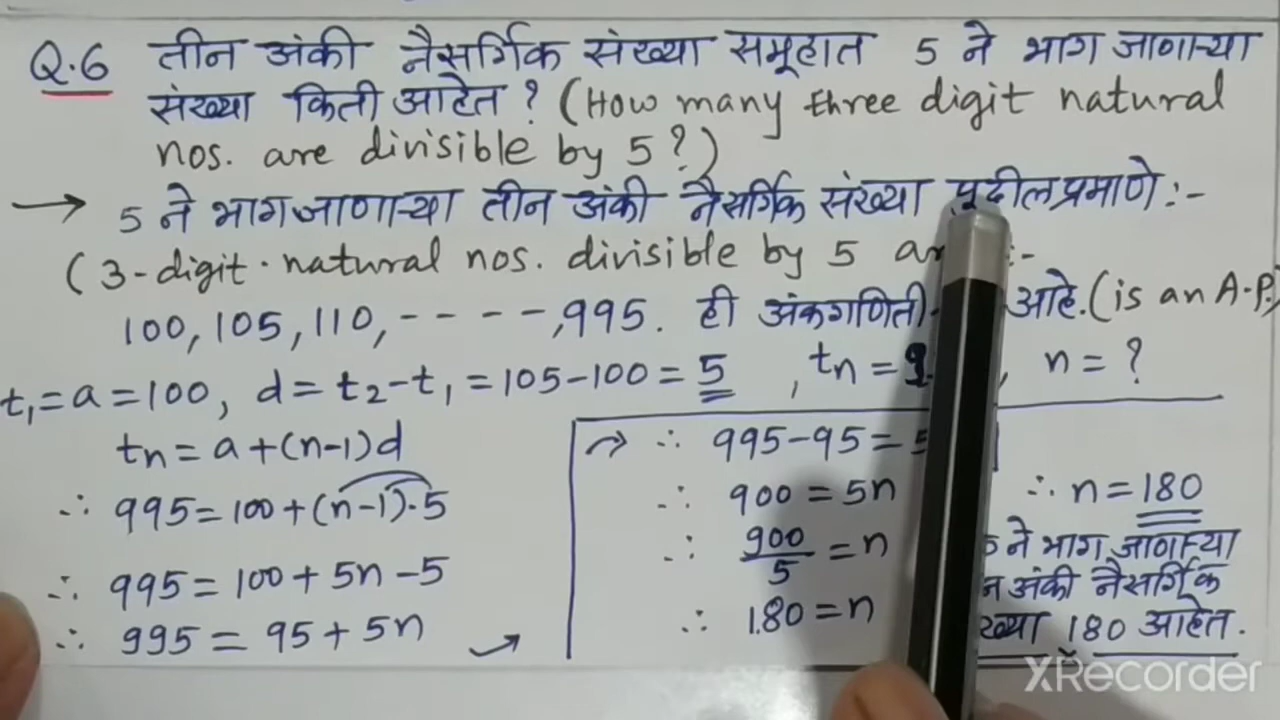 Q.6 तीन अंकी नैसर्गिक संख्या समूहात 5 ने भाग जाणाऱ्या
संख्या किती आहेत? (How many three digit natural
nos. are divisible by 5?)
→ 5 ने भाग जाणाऱ्या तीन अंकी नैसर्गिक संख्या पुढीलप्रमाणे :-
(3-digit natural nos. divisible by 5 :-
100, 105, 110, - - - -, 995. ही अंकगणिती आहे. (is an A.P.)
t₁ = a = 100, d = t₂ - t₁ = 105 - 100 = 5 , tn = , n = ?
tn = a + (n-1)d
∴ 995 = 100 + (n-1).5
∴ 995 = 100 + 5n - 5
∴ 995 = 95 + 5n
∴ 995 - 95 =
∴ 900 = 5n
∴ 900/5 = n
∴ 180 = n
∴ n = 180
ने भाग जाणाऱ्या
अंकी नैसर्गिक
180 आहेत.
XRecorder